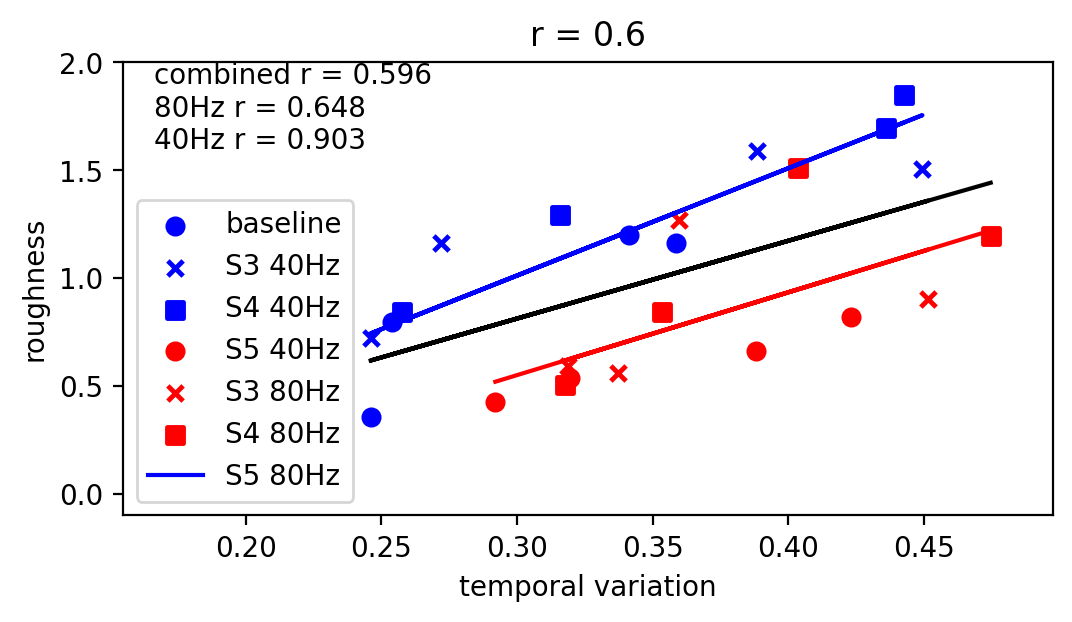 r = 0.6
combined r = 0.596
80Hz r = 0.648
40Hz r = 0.903
baseline
S3 40Hz
S4 40Hz
S5 40Hz
S3 80Hz
S4 80Hz
S5 80Hz
roughness
2.0
1.5
1.0
0.5
0.0
0.20 0.25 0.30 0.35 0.40 0.45
temporal variation